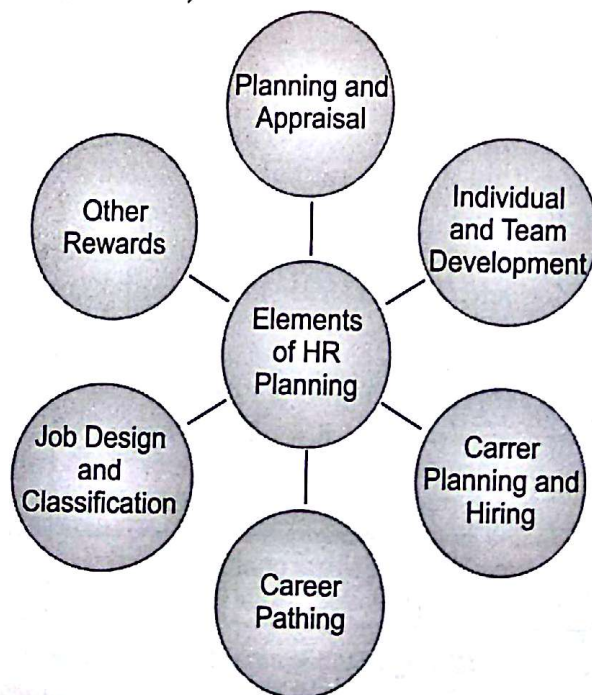 Planning and
Appraisal
Individual
and Team
Development
Other
Rewards
Elements
of HR
Planning
Job Design
and
Classification
Carrer
Planning and
Hiring
Career
Pathing